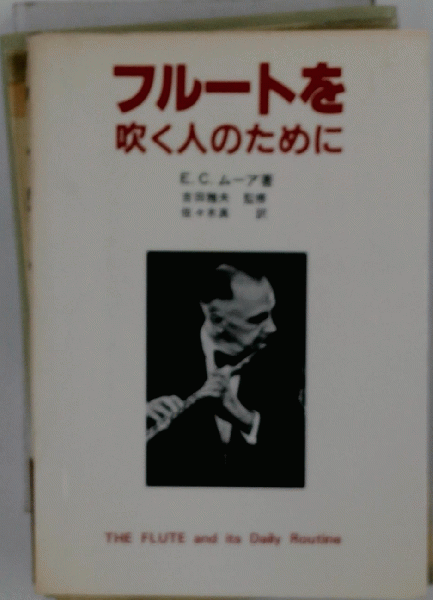 フルートを
吹く人のために
E.C.ムーア著
吉田雅夫 監修
佐々木真 訳
THE FLUTE and its Daily Routine